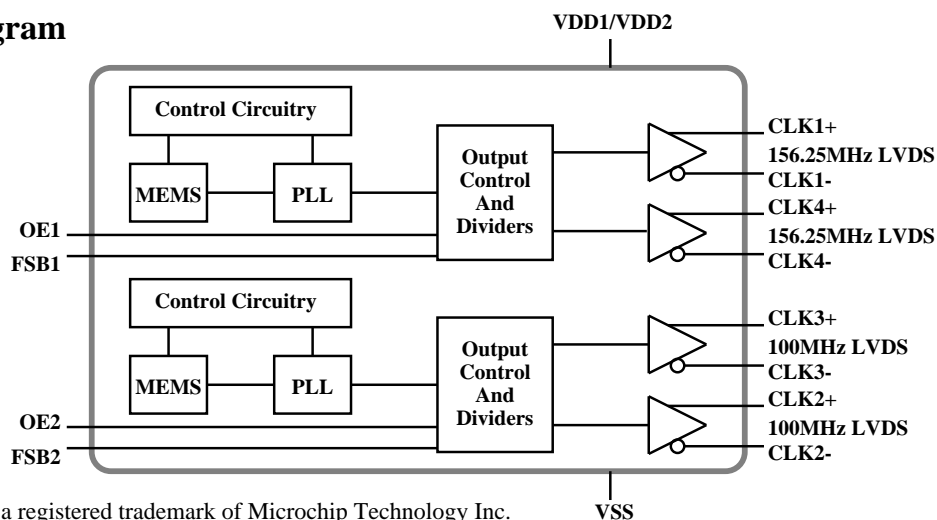 gram
VDD1/VDD2
Control Circuitry
MEMS
PLL
Output
Control
And
Dividers
OE1
FSB1
CLK1+
156.25MHz LVDS
CLK1-
CLK4+
156.25MHz LVDS
CLK4-
Control Circuitry
MEMS
PLL
Output
Control
And
Dividers
OE2
FSB2
CLK3+
100MHz LVDS
CLK3-
CLK2+
100MHz LVDS
CLK2-
VSS
a registered trademark of Microchip Technology Inc.